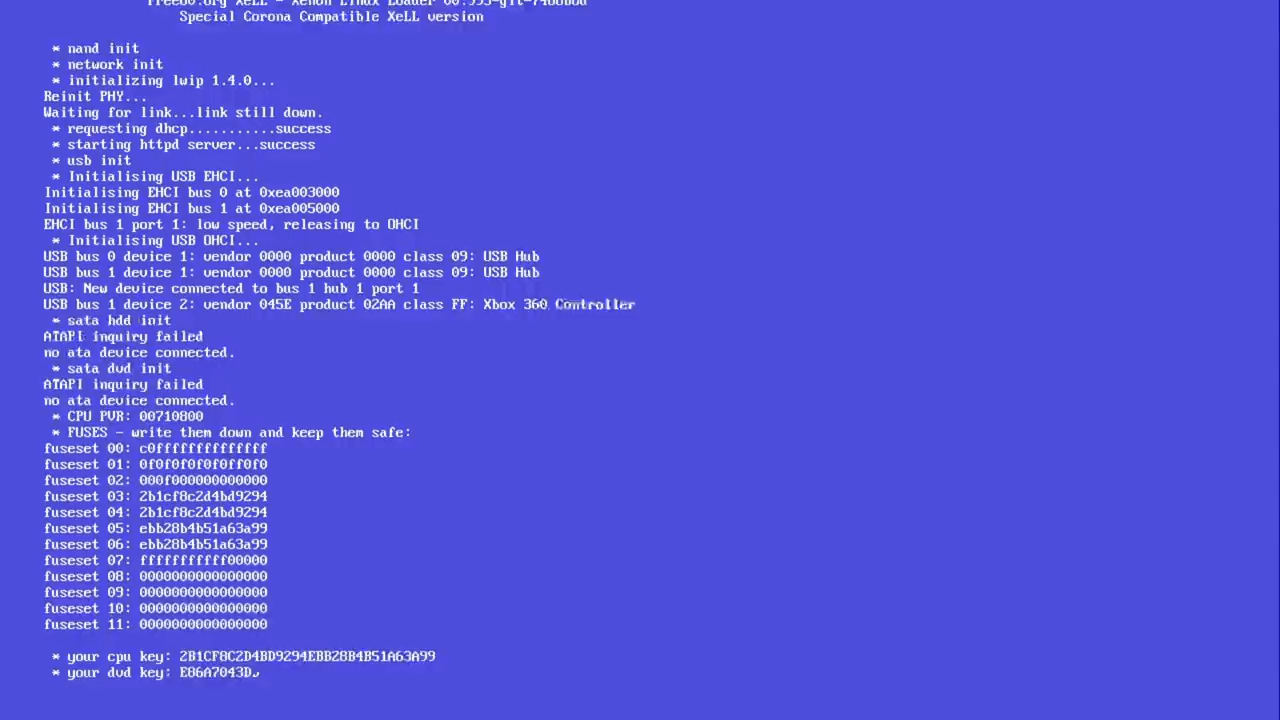 Free60.org XeLL - Xenon Linux Loader
Special Corona Compatible XeLL version
* nand init
* network init
* initializing lwip 1.4.0...
Reinit PHY...
Waiting for link...link still down.
* requesting dhcp...........success
* starting httpd server...success
* usb init
* Initialising USB EHCI...
Initialising EHCI bus 0 at 0xea003000
Initialising EHCI bus 1 at 0xea005000
EHCI bus 1 port 1: low speed, releasing to OHCI
* Initialising USB OHCI...
USB bus 0 device 1: vendor 0000 product 0000 class 09: USB Hub
USB bus 1 device 1: vendor 0000 product 0000 class 09: USB Hub
USB: New device connected to bus 1 hub 1 port 1
USB bus 1 device 2: vendor 045E product 02AA class FF: Xbox 360 Controller
* sata hdd init
ATAPI inquiry failed
no ata device connected.
* sata dvd init
ATAPI inquiry failed
no ata device connected.
* CPU PVR: 00710800
* FUSES - write them down and keep them safe:
fuseset 00: c0ffffffffffffff
fuseset 01: 0f0f0f0f0f0ff0f0
fuseset 02: 000f000000000000
fuseset 03: 2b1cf8c2d4bd9294
fuseset 04: 2b1cf8c2d4bd9294
fuseset 05: ebb28b4b51a63a99
fuseset 06: ebb28b4b51a63a99
fuseset 07: fffffffffff00000
fuseset 08: 0000000000000000
fuseset 09: 0000000000000000
fuseset 10: 0000000000000000
fuseset 11: 0000000000000000
* your cpu key: 2B1CF8C2D4BD9294EBB28B4B51A63A99
* your dvd key: E86A7043D